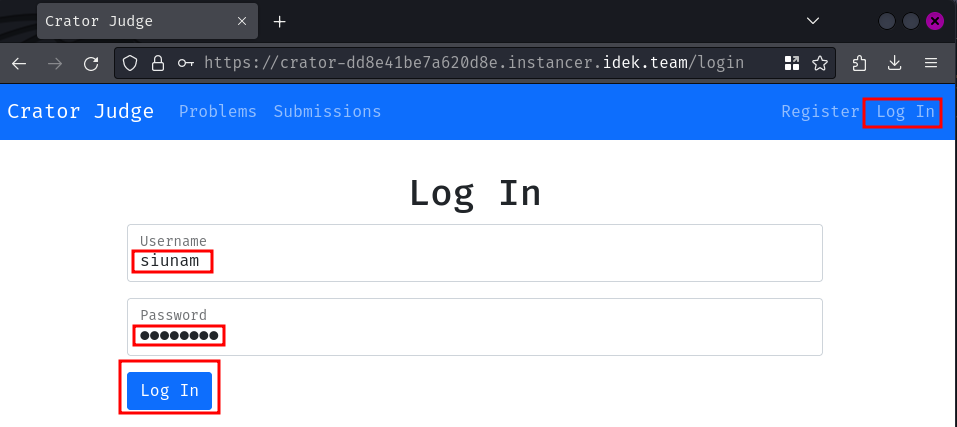 Crator Judge
https://crator-dd8e41be7a620d8e.instancer.idek.team/login
Crator Judge Problems Submissions Register Log In
Log In
Username
siunam
Password
●●●●●●●●
Log In